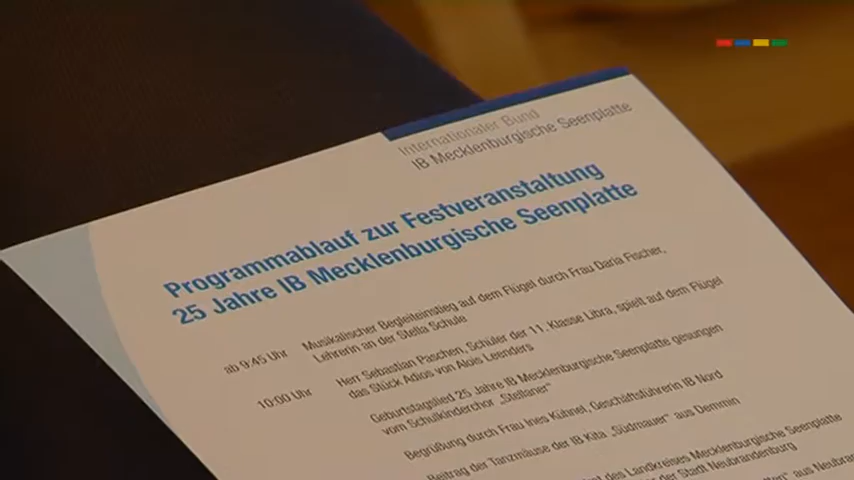 Internationaler Bund
IB Mecklenburgische Seenplatte
Programmablauf zur Festveranstaltung
25 Jahre IB Mecklenburgische Seenplatte
ab 9:45 Uhr Musikalischer Begleiteinstieg auf dem Flügel durch Frau Daria Fischer,
Lehrerin an der Stella Schule
10:00 Uhr Herr Sebastian Paschen, Schüler der 11. Klasse Libra, spielt auf dem Flügel
das Stück Adios von Alois Leenders
Geburtstagslied 25 Jahre IB Mecklenburgische Seenplatte gesungen
vom Schulkinderchor „Stellaner“
Begrüßung durch Frau Ines Kühnel, Geschäftsführerin IB Nord
Beitrag der Tanzmäuse der IB Kita „Südmauer“ aus Demmin
des Landkreises Mecklenburgische Seenplatte
der Stadt Neubrandenburg
aus